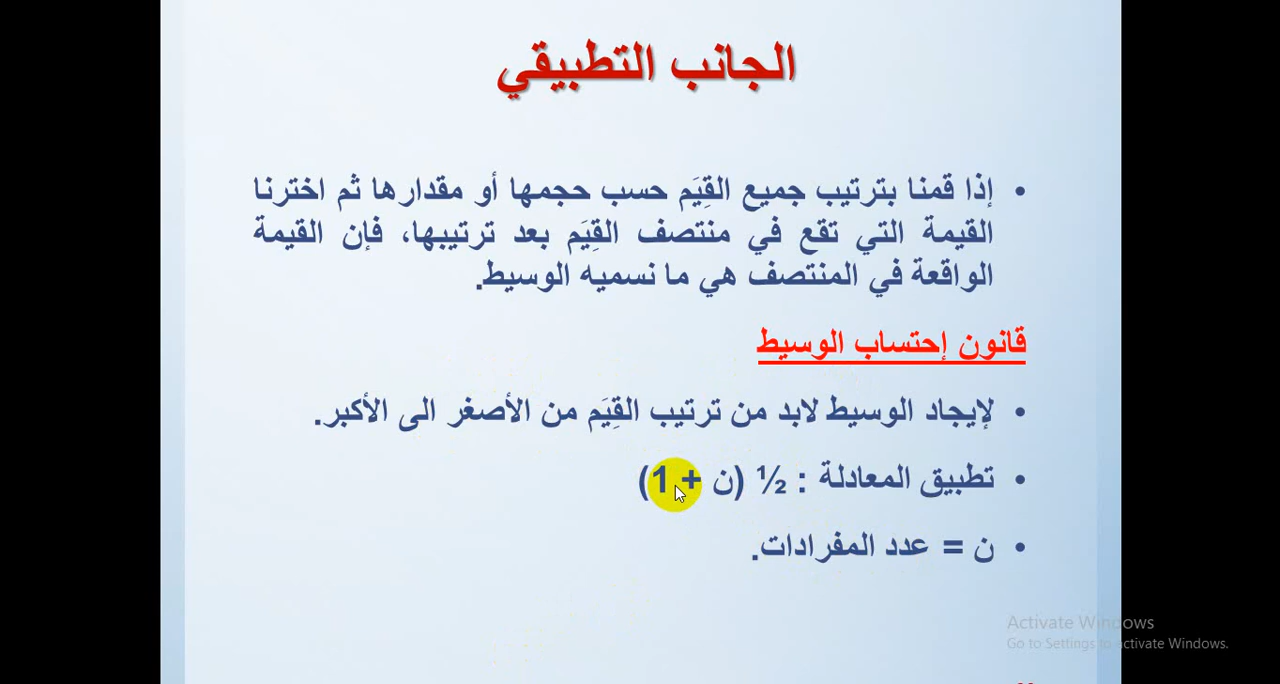 الجانب التطبيقي
• إذا قمنا بترتيب جميع القِيَم حسب حجمها أو مقدارها ثم اخترنا
القيمة التي تقع في منتصف القِيَم بعد ترتيبها، فإن القيمة
الواقعة في المنتصف هي ما نسميه الوسيط.
قانون إحتساب الوسيط
• لإيجاد الوسيط لابد من ترتيب القِيَم من الأصغر الى الأكبر.
• تطبيق المعادلة : ½ (ن + 1)
• ن = عدد المفرادات.
Activate Windows
Go to Settings to activate Windows.